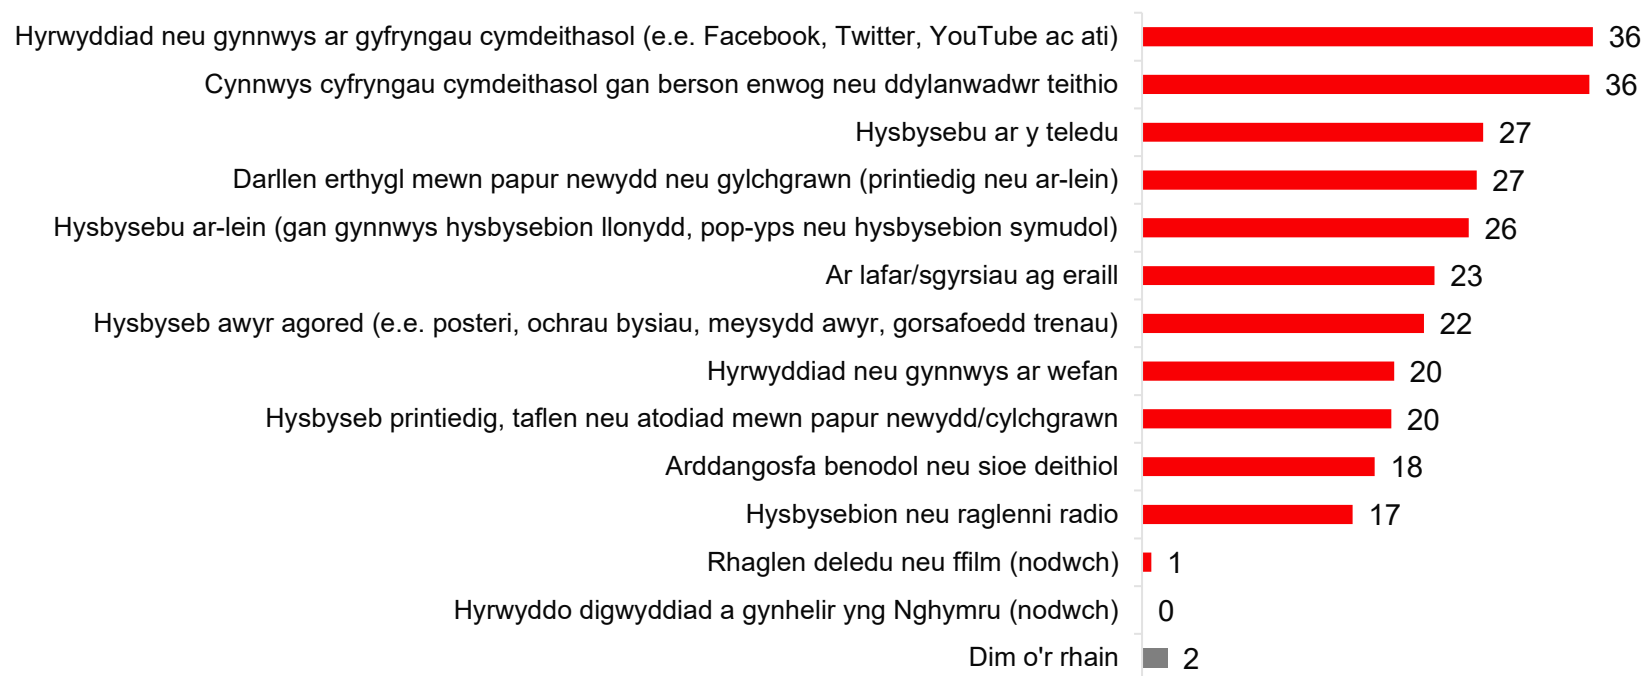 Hyrwyddiad neu gynnwys ar gyfryngau cymdeithasol (e.e. Facebook, Twitter, YouTube ac ati) 36
Cynnwys cyfryngau cymdeithasol gan berson enwog neu ddylanwadwr teithio 36
Hysbysebu ar y teledu 27
Darllen erthygl mewn papur newydd neu gylchgrawn (printiedig neu ar-lein) 27
Hysbysebu ar-lein (gan gynnwys hysbysebion llonydd, pop-yps neu hysbysebion symudol) 26
Ar lafar/sgyrsiau ag eraill 23
Hysbyseb awyr agored (e.e. posteri, ochrau bysiau, meysydd awyr, gorsafoedd trenau) 22
Hyrwyddiad neu gynnwys ar wefan 20
Hysbyseb printiedig, taflen neu atodiad mewn papur newydd/cylchgrawn 20
Arddangosfa benodol neu sioe deithiol 18
Hysbysebion neu raglenni radio 17
Rhaglen deledu neu ffilm (nodwch) 1
Hyrwyddo digwyddiad a gynhelir yng Nghymru (nodwch) 0
Dim o'r rhain 2